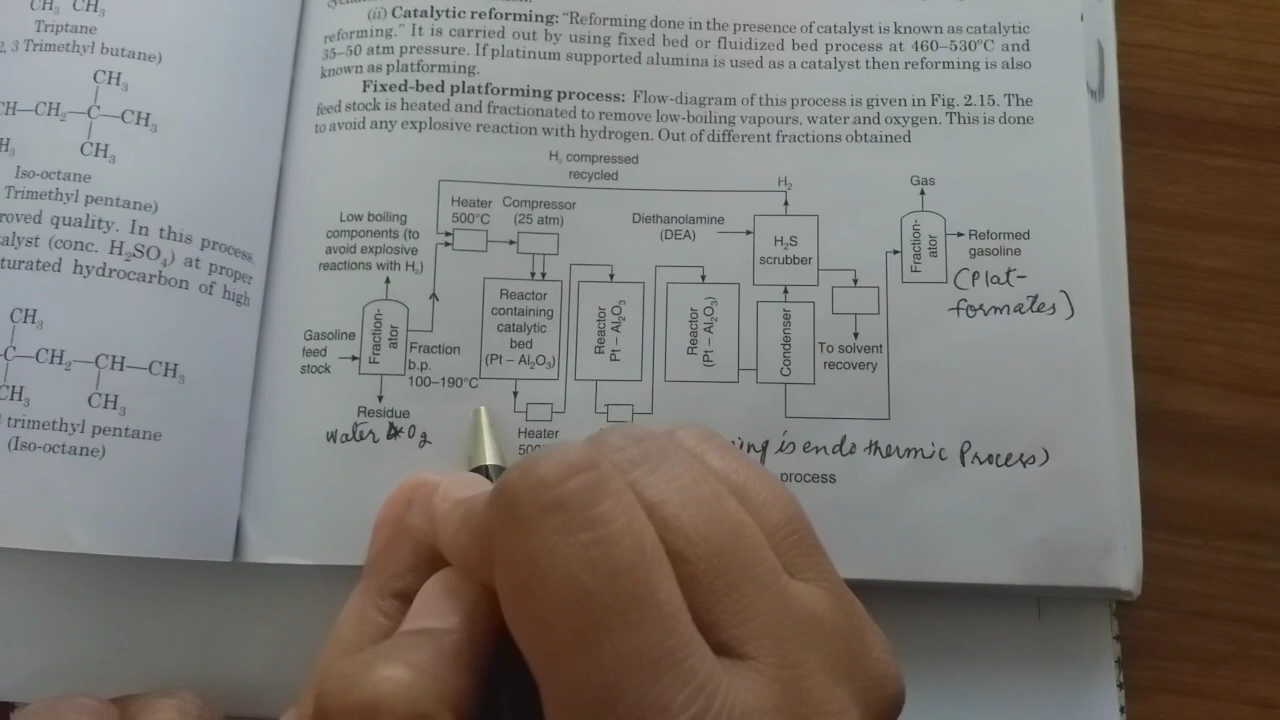 CH₃ CH₃
Triptane
2, 3 Trimethyl butane)
CH₃
CH—CH₂—C—CH₃
H₃ CH₃
Iso-octane
Trimethyl pentane)
roved quality. In this process,
alyst (conc. H₂SO₄) at proper
turated hydrocarbon of high
CH₃
C—CH₂—CH—CH₃
CH₃ CH₃
trimethyl pentane
(Iso-octane)
(ii) Catalytic reforming: "Reforming done in the presence of catalyst is known as catalytic
reforming." It is carried out by using fixed bed or fluidized bed process at 460–530°C and
35–50 atm pressure. If platinum supported alumina is used as a catalyst then reforming is also
known as platforming.
Fixed-bed platforming process: Flow-diagram of this process is given in Fig. 2.15. The
feed stock is heated and fractionated to remove low-boiling vapours, water and oxygen. This is done
to avoid any explosive reaction with hydrogen. Out of different fractions obtained
H₂ compressed
recycled
Low boiling
components (to
avoid explosive
reactions with H₂)
Heater
500°C
Compressor
(25 atm)
Diethanolamine
(DEA)
H₂
H₂S
scrubber
Gas
Fraction-
ator
Reformed
gasoline
(Plat-
formates)
Gasoline
feed
stock
Fraction-
ator
Fraction
b.p.
100–190°C
Reactor
containing
catalytic
bed
(Pt – Al₂O₃)
Reactor
Pt – Al₂O₃
Reactor
(Pt – Al₂O₃)
Condenser
To solvent
recovery
Residue
Water & O₂
Heater
ing is endo thermic Process)
process